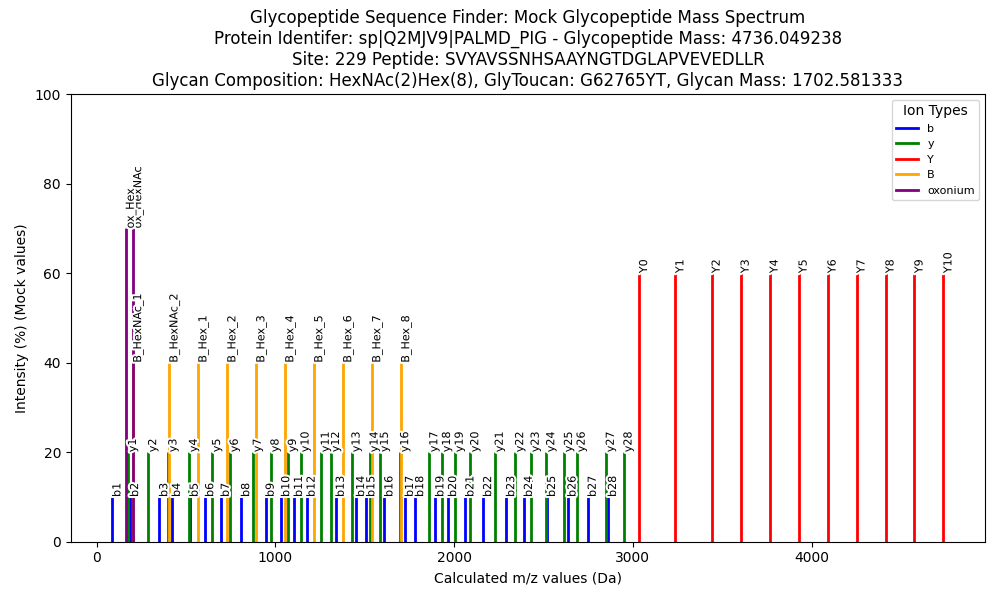 Glycopeptide Sequence Finder: Mock Glycopeptide Mass Spectrum
Protein Identifer: sp|Q2MJV9|PALMD_PIG - Glycopeptide Mass: 4736.049238
Site: 229 Peptide: SVYAVSSNHSAAYNGTDGLAPVEVEDLLR
Glycan Composition: HexNAc(2)Hex(8), GlyToucan: G62765YT, Glycan Mass: 1702.581333
Intensity (%) (Mock values)
100
80
60
40
20
0
Ion Types
b
y
Y
B
oxonium
ox_Hex
ox_HexNAc
Y0 Y1 Y2 Y3 Y4 Y5 Y6 Y7 Y8 Y9 Y10
B_HexNAc_1 B_HexNAc_2 B_Hex_1 B_Hex_2 B_Hex_3 B_Hex_4 B_Hex_5 B_Hex_6 B_Hex_7 B_Hex_8
y1 y2 y3 y4 y5 y6 y7 y8 y9 y10 y11 y12 y13 y14 y15 y16 y17 y18 y19 y20 y21 y22 y23 y24 y25 y26 y27 y28
b1 b2 b3 b4 b5 b6 b7 b8 b9 b10 b11 b12 b13 b14 b15 b16 b17 b18 b19 b20 b21 b22 b23 b24 b25 b26 b27 b28
0 1000 2000 3000 4000
Calculated m/z values (Da)